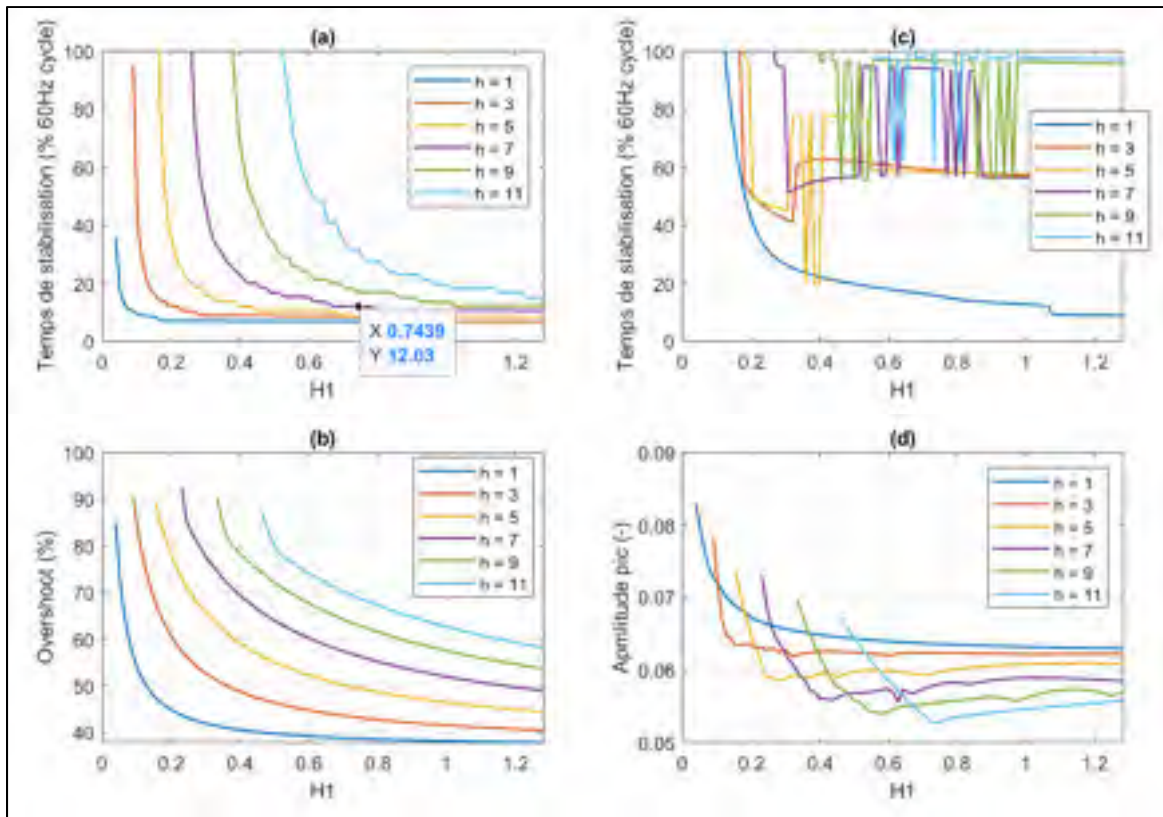 (a)
Temps de stabilisation (% 60Hz cycle)
100
80
60
40
20
0
h = 1
h = 3
h = 5
h = 7
h = 9
h = 11
X 0.7439
Y 12.03
0 0.2 0.4 0.6 0.8 1 1.2
H1
(c)
Temps de stabilisation (% 60Hz cycle)
100
80
60
40
20
0
h = 1
h = 3
h = 5
h = 7
h = 9
h = 11
0 0.2 0.4 0.6 0.8 1 1.2
H1
(b)
Overshoot (%)
100
90
80
70
60
50
40
h = 1
h = 3
h = 5
h = 7
h = 9
h = 11
0 0.2 0.4 0.6 0.8 1 1.2
H1
(d)
Apmlitude pic (-)
0.09
0.08
0.07
0.06
0.05
h = 1
h = 3
h = 5
h = 7
h = 9
h = 11
0 0.2 0.4 0.6 0.8 1 1.2
H1